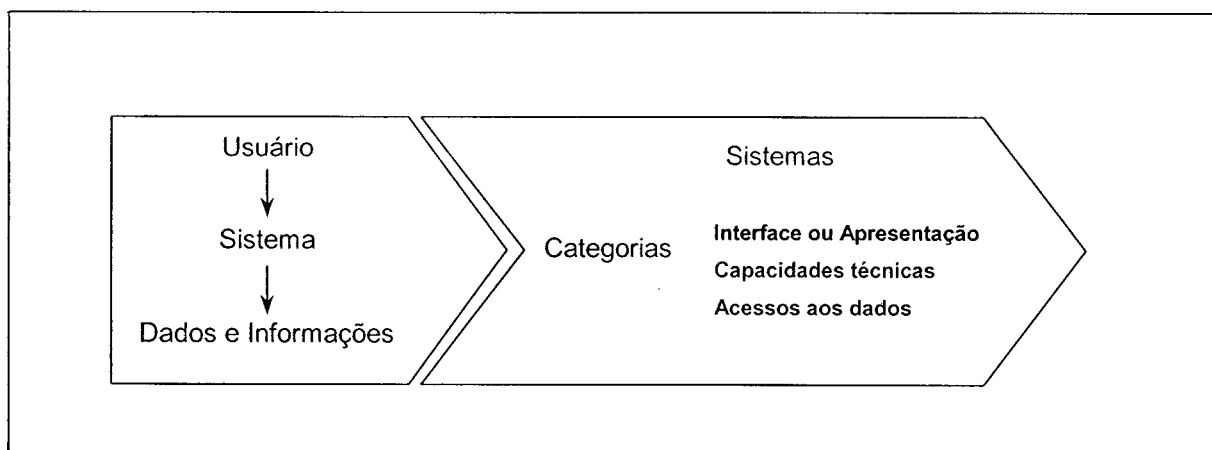 Usuário
Sistema
Dados e Informações
Sistemas
Categorias
Interface ou Apresentação
Capacidades técnicas
Acessos aos dados